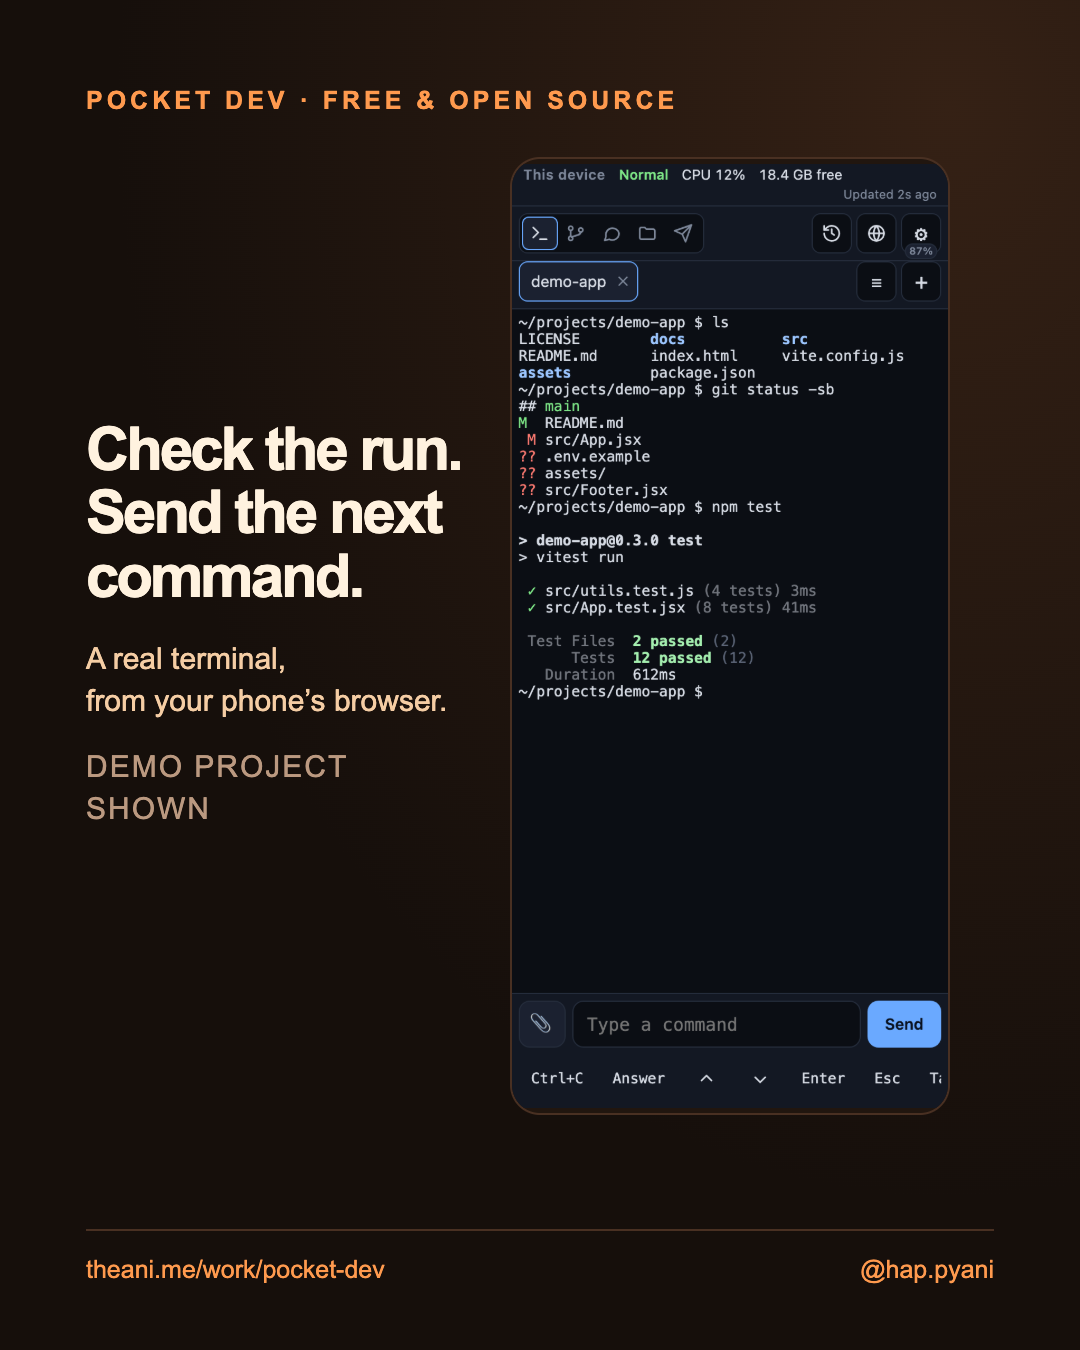 POCKET DEV · FREE & OPEN SOURCE
Check the run.
Send the next
command.
A real terminal,
from your phone’s browser.
DEMO PROJECT
SHOWN
This device Normal CPU 12% 18.4 GB free
Updated 2s ago
87%
demo-app
~/projects/demo-app $ ls
LICENSE docs src
README.md index.html vite.config.js
assets package.json
~/projects/demo-app $ git status -sb
## main
M README.md
M src/App.jsx
?? .env.example
?? assets/
?? src/Footer.jsx
~/projects/demo-app $ npm test
> demo-app@0.3.0 test
> vitest run
✓ src/utils.test.js (4 tests) 3ms
✓ src/App.test.jsx (8 tests) 41ms
Test Files 2 passed (2)
Tests 12 passed (12)
Duration 612ms
~/projects/demo-app $
Type a command Send
Ctrl+C Answer Enter Esc
theani.me/work/pocket-dev @hap.pyani